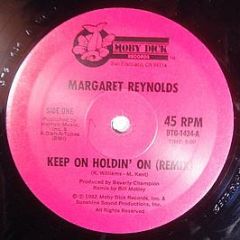 MOBY DICK
RECORDS
San Francisco, CA 94114
MARGARET REYNOLDS
SIDE ONE
45 RPM
BTG-1424-A
KEEP ON HOLDIN' ON (REMIX)
(K. Williams - M. Kent)
Produced by Beverly Champion
Remix by Bill Motley
© ℗ 1982 Moby Dick Records, Inc. &
Sunshine Sound Productions, Inc.
All Rights Reserved